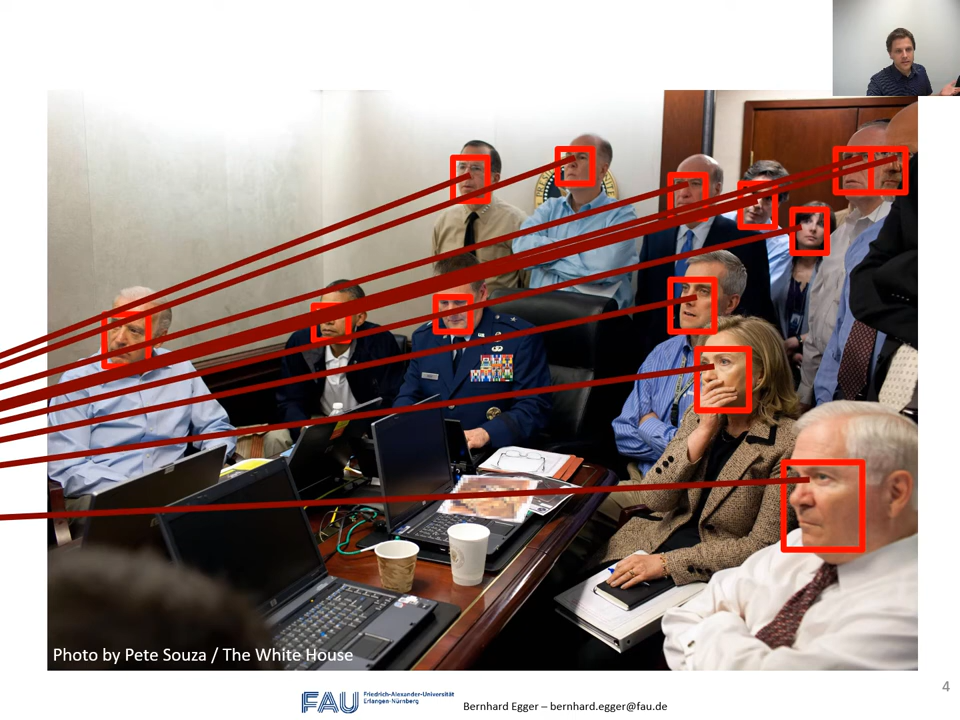 Photo by Pete Souza / The White House
4
FAU
Friedrich-Alexander-Universität
Erlangen-Nürnberg
Bernhard Egger – bernhard.egger@fau.de